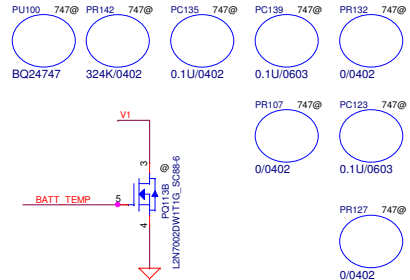 PU100 747@ PR142 747@ PC135 747@ PC139 747@ PR132 747@
BQ24747 324K/0402 0.1U/0402 0.1U/0603 0/0402
PR107 747@ PC123 747@
0/0402 0.1U/0603
PR127 747@
0/0402
V1
3
BATT_TEMP 5
4
PQ113B @
L2N7002DW1T1G_SC88-6